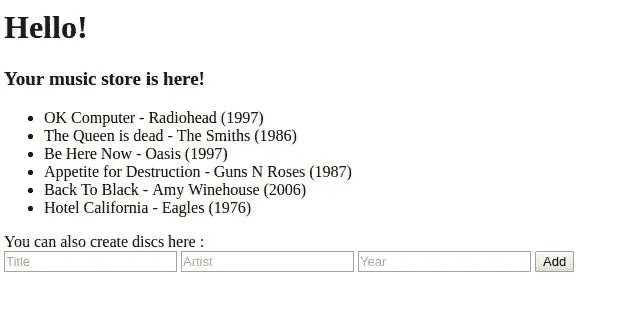 Hello!
Your music store is here!
OK Computer - Radiohead (1997)
The Queen is dead - The Smiths (1986)
Be Here Now - Oasis (1997)
Appetite for Destruction - Guns N Roses (1987)
Back To Black - Amy Winehouse (2006)
Hotel California - Eagles (1976)
You can also create discs here :
Title Artist Year Add